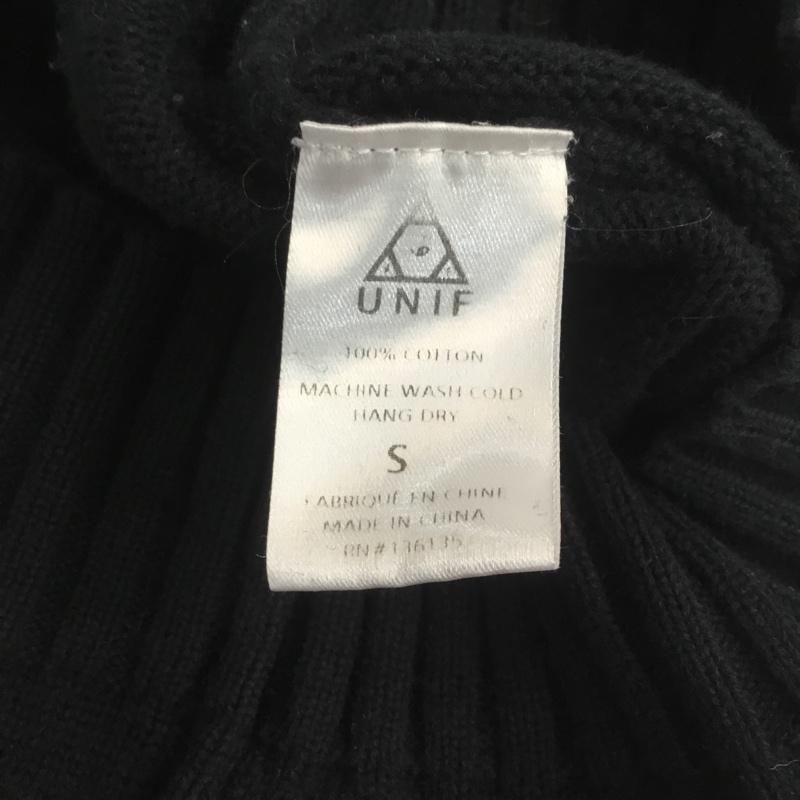 UNIF
100% COTTON
MACHINE WASH COLD
HANG DRY
S
FABRIQUÉ EN CHINE
MADE IN CHINA
RN#136135